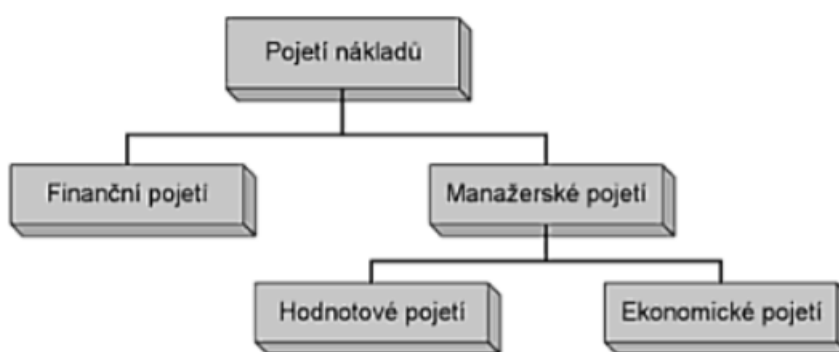 Pojetí nákladů
Finanční pojetí
Manažerské pojetí
Hodnotové pojetí
Ekonomické pojetí